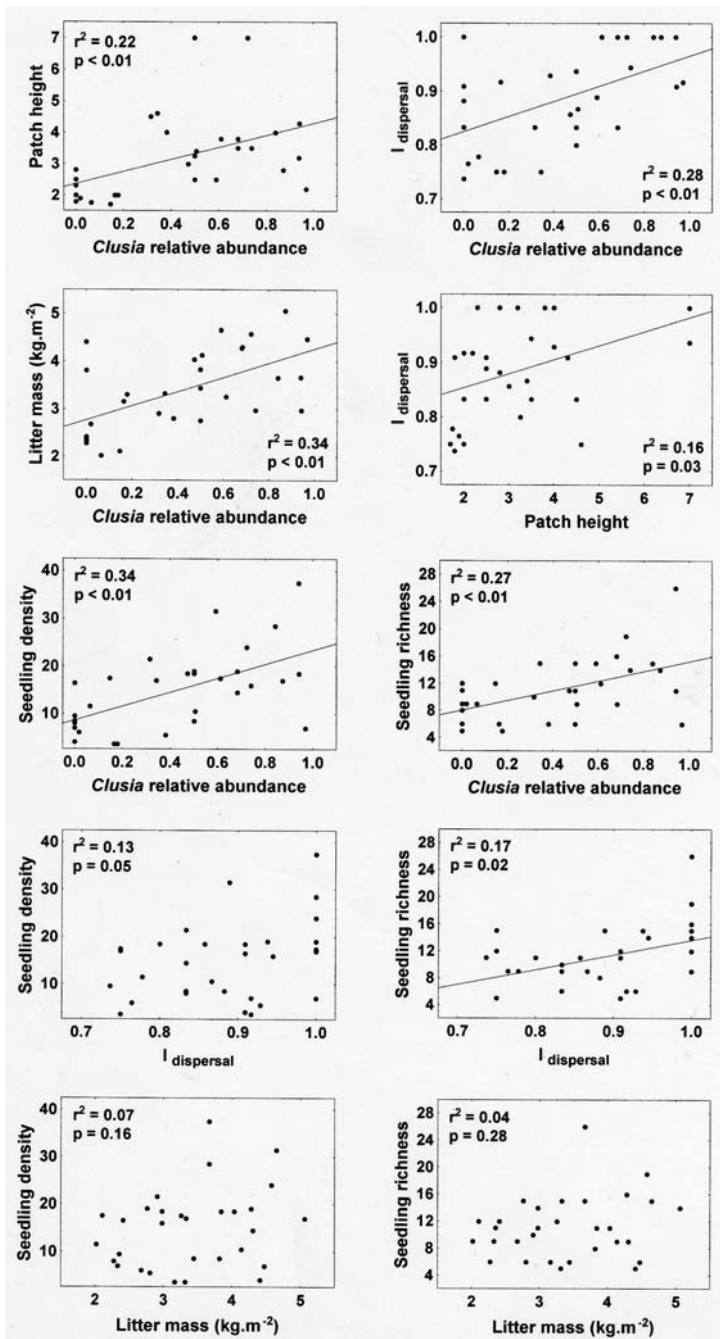 r² = 0.22
p < 0.01
Patch height
7
6
5
4
3
2
0.0 0.2 0.4 0.6 0.8 1.0
Clusia relative abundance
I dispersal
1.0
0.9
0.8
0.7
r² = 0.28
p < 0.01
0.0 0.2 0.4 0.6 0.8 1.0
Clusia relative abundance
Litter mass (kg.m⁻²)
5
4
3
2
r² = 0.34
p < 0.01
0.0 0.2 0.4 0.6 0.8 1.0
Clusia relative abundance
I dispersal
1.0
0.9
0.8
0.7
r² = 0.16
p = 0.03
2 3 4 5 6 7
Patch height
Seedling density
40
30
20
10
r² = 0.34
p < 0.01
0.0 0.2 0.4 0.6 0.8 1.0
Clusia relative abundance
Seedling richness
28
24
20
16
12
8
4
r² = 0.27
p < 0.01
0.0 0.2 0.4 0.6 0.8 1.0
Clusia relative abundance
Seedling density
40
30
20
10
r² = 0.13
p = 0.05
0.7 0.8 0.9 1.0
I dispersal
Seedling richness
28
24
20
16
12
8
4
r² = 0.17
p = 0.02
0.7 0.8 0.9 1.0
I dispersal
Seedling density
40
30
20
10
r² = 0.07
p = 0.16
2 3 4 5
Litter mass (kg.m⁻²)
Seedling richness
28
24
20
16
12
8
4
r² = 0.04
p = 0.28
2 3 4 5
Litter mass (kg.m⁻²)